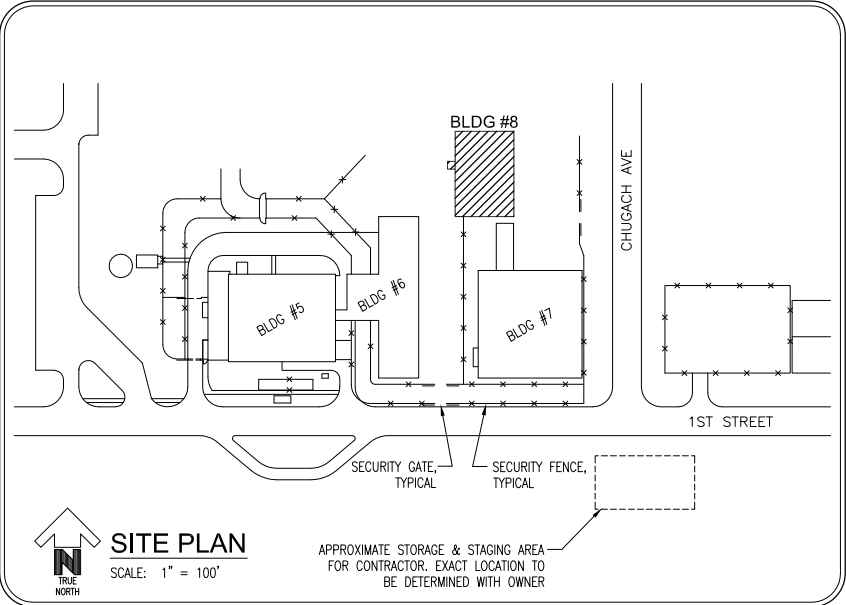 BLDG #8
CHUGACH AVE
BLDG #6
BLDG #5
BLDG #7
1ST STREET
SECURITY GATE,
TYPICAL
SECURITY FENCE,
TYPICAL
SITE PLAN
SCALE: 1" = 100'
N
TRUE
NORTH
APPROXIMATE STORAGE & STAGING AREA
FOR CONTRACTOR. EXACT LOCATION TO
BE DETERMINED WITH OWNER